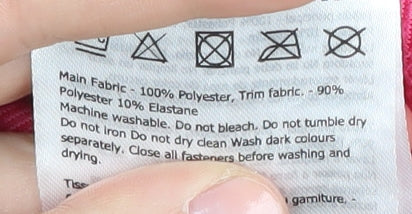 Main Fabric - 100% Polyester, Trim fabric. - 90%
Polyester 10% Elastane
Machine washable. Do not bleach. Do not tumble dry
Do not iron Do not dry clean Wash dark colours
separately. Close all fasteners before washing and
drying.
garniture. -